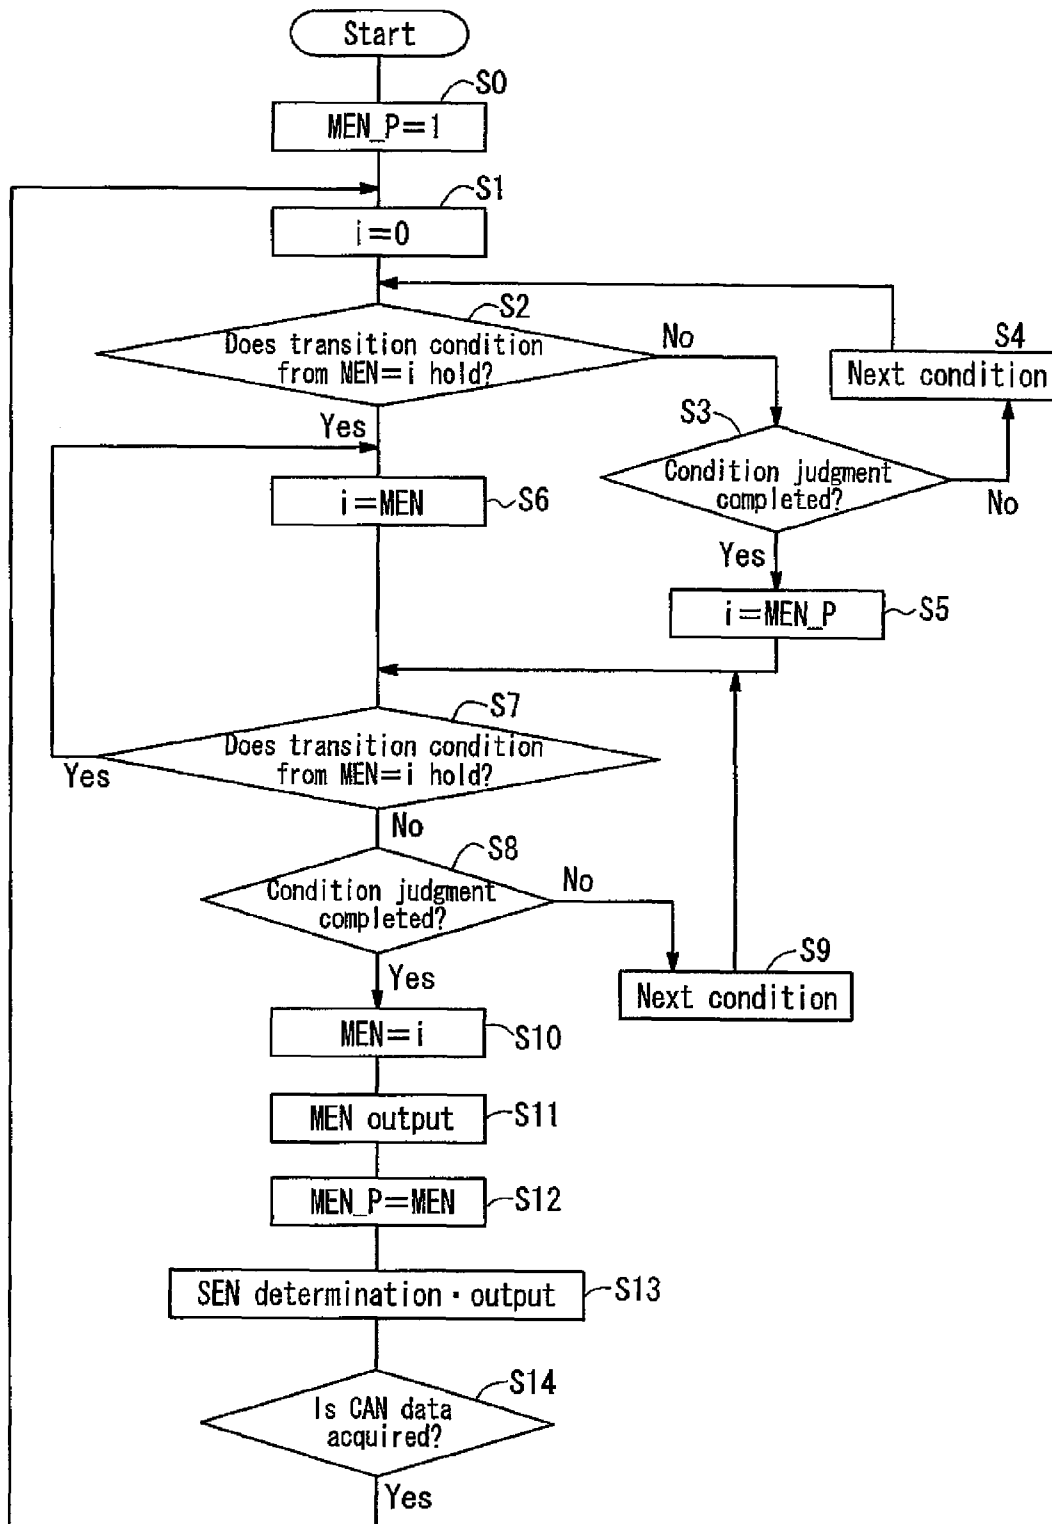 Start
S0
MEN_P=1
S1
i=0
S2
Does transition condition
from MEN=i hold?
No
S4
Next condition
Yes
S3
Condition judgment
completed?
No
i=MEN
S6
Yes
i=MEN_P
S5
S7
Does transition condition
from MEN=i hold?
Yes
No
S8
Condition judgment
completed?
No
S9
Next condition
Yes
MEN=i
S10
MEN output
S11
MEN_P=MEN
S12
SEN determination・output
S13
S14
Is CAN data
acquired?
Yes